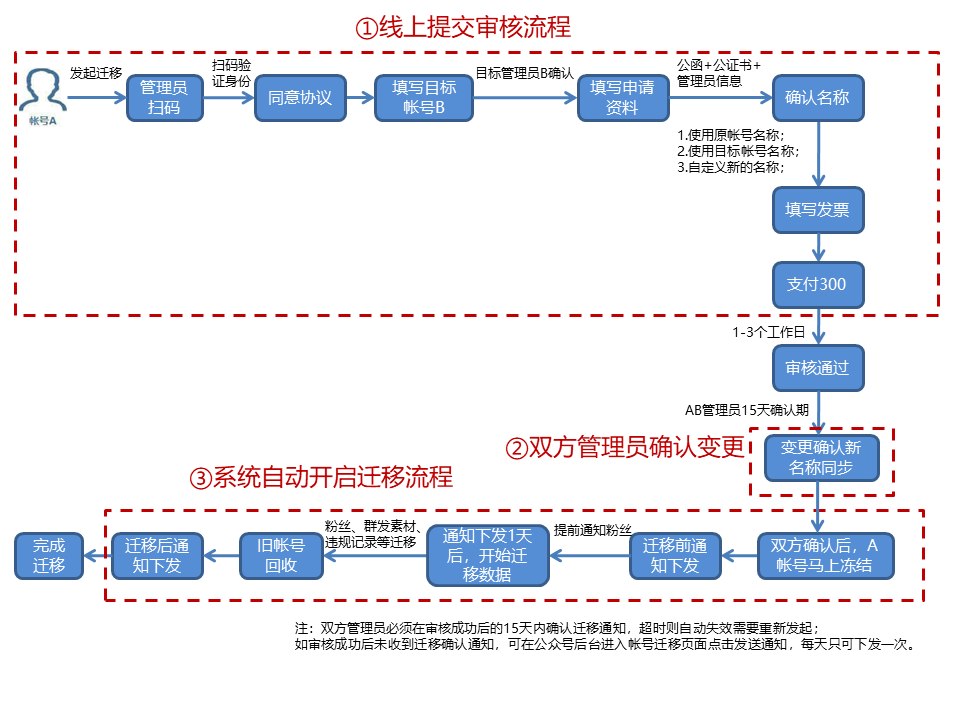 ①线上提交审核流程
发起迁移
帐号A
管理员
扫码
扫码验
证身份
同意协议
填写目标
帐号B
目标管理员B确认
填写申请
资料
公函+公证书+
管理员信息
确认名称
1.使用原帐号名称；
2.使用目标帐号名称；
3.自定义新的名称；
填写发票
支付300
1-3个工作日
审核通过
AB管理员15天确认期
②双方管理员确认变更
变更确认新
名称同步
③系统自动开启迁移流程
双方确认后，A
帐号马上冻结
迁移前通
知下发
提前通知粉丝
通知下发1天
后，开始迁
移数据
粉丝、群发素材、
违规记录等迁移
旧帐号
回收
迁移后通
知下发
完成
迁移
注：双方管理员必须在审核成功后的15天内确认迁移通知，超时则自动失效需要重新发起；
如审核成功后未收到迁移确认通知，可在公众号后台进入帐号迁移页面点击发送通知，每天只可下发一次。